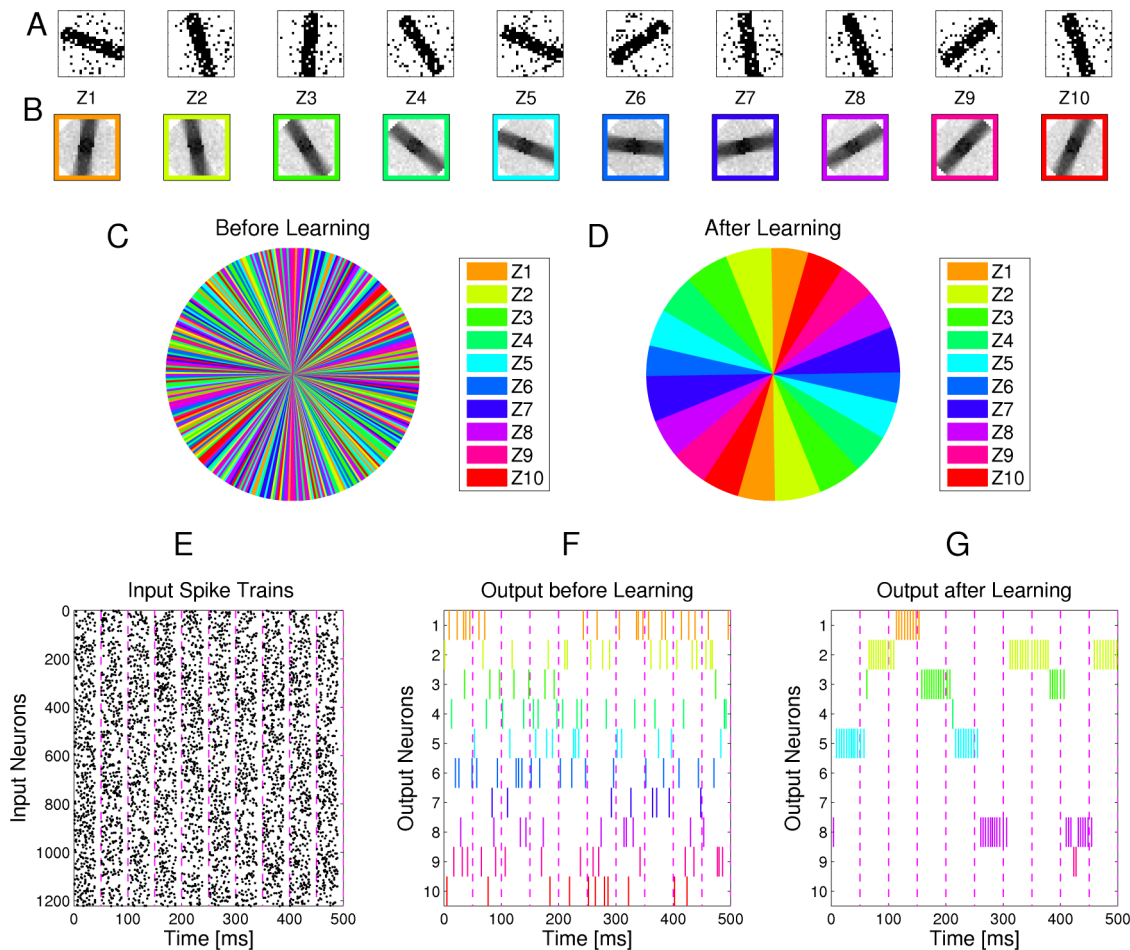 A
Z1 Z2 Z3 Z4 Z5 Z6 Z7 Z8 Z9 Z10
B
C
Before Learning
Z1
Z2
Z3
Z4
Z5
Z6
Z7
Z8
Z9
Z10
D
After Learning
Z1
Z2
Z3
Z4
Z5
Z6
Z7
Z8
Z9
Z10
E
Input Spike Trains
Input Neurons
0
200
400
600
800
1000
1200
0 100 200 300 400 500
Time [ms]
F
Output before Learning
Output Neurons
1
2
3
4
5
6
7
8
9
10
0 100 200 300 400 500
Time [ms]
G
Output after Learning
Output Neurons
1
2
3
4
5
6
7
8
9
10
0 100 200 300 400 500
Time [ms]